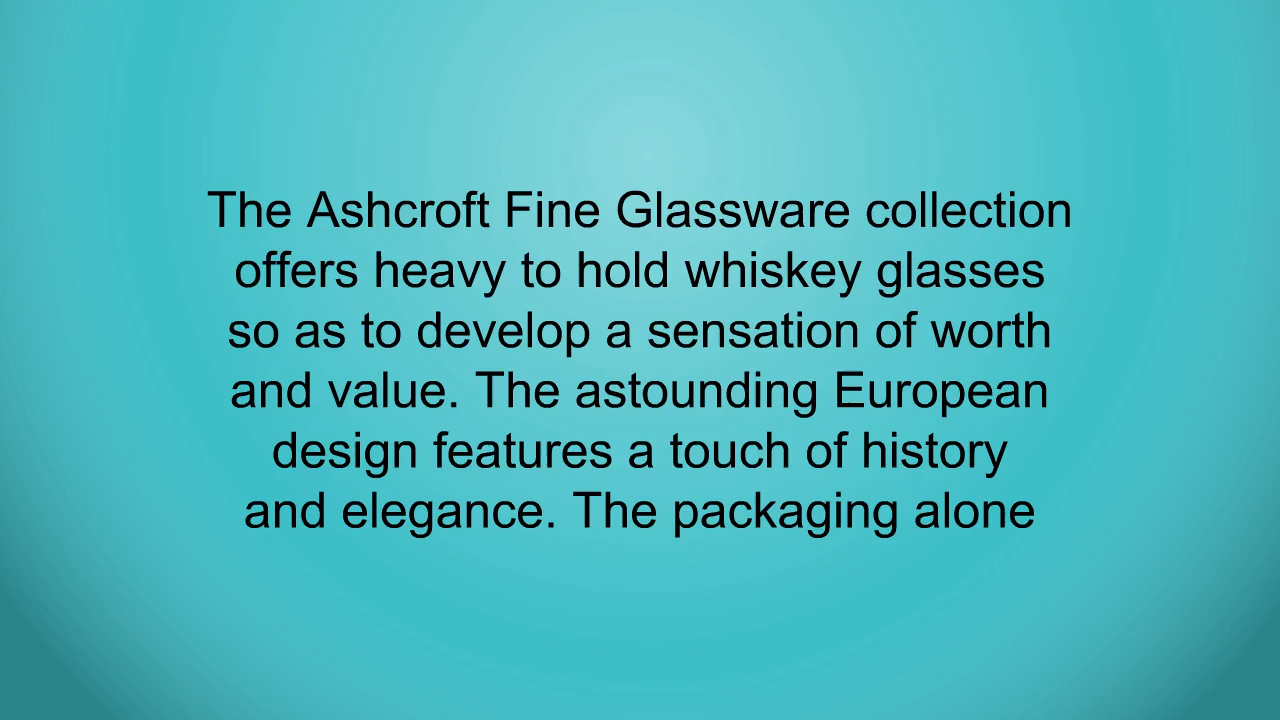 The Ashcroft Fine Glassware collection
offers heavy to hold whiskey glasses
so as to develop a sensation of worth
and value. The astounding European
design features a touch of history
and elegance. The packaging alone